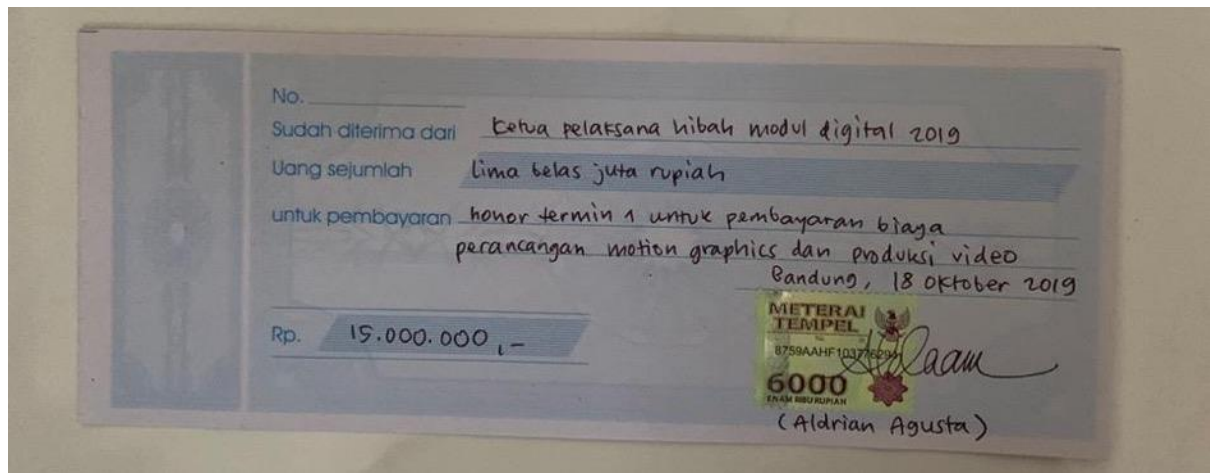 No.
Sudah diterima dari Ketua pelaksana hibah modul digital 2019
Uang sejumlah lima belas juta rupiah
untuk pembayaran honor termin 1 untuk pembayaran biaya
perancangan motion graphics dan produksi video
Bandung, 18 Oktober 2019
METERAI
TEMPEL
Rp. 15.000.000,-
6000
ENAM RIBU RUPIAH
(Aldrian Agusta)